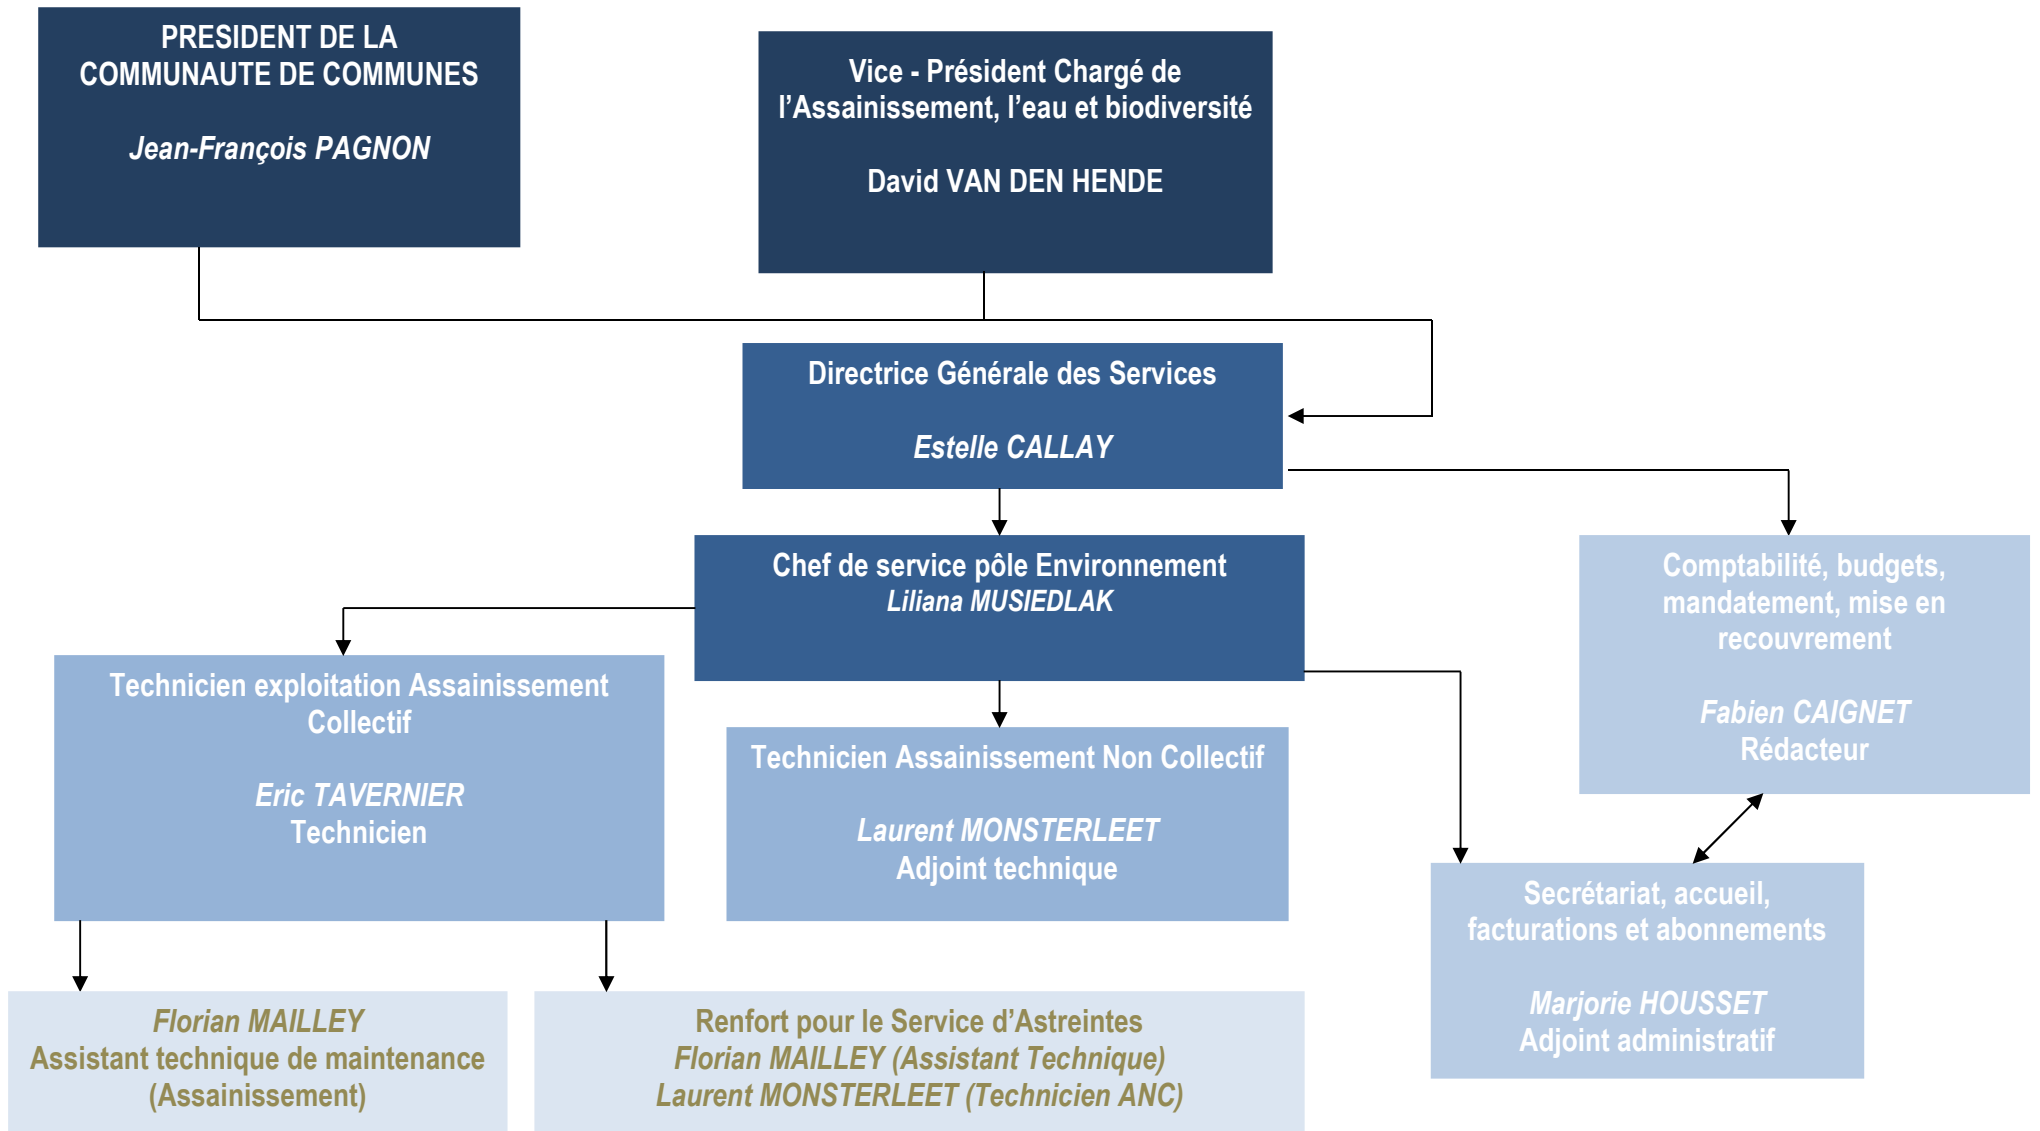 PRESIDENT DE LA
COMMUNAUTE DE COMMUNES
Jean-François PAGNON
Vice - Président Chargé de
l’Assainissement, l’eau et biodiversité
David VAN DEN HENDE
Directrice Générale des Services
Estelle CALLAY
Chef de service pôle Environnement
Liliana MUSIEDLAK
Comptabilité, budgets,
mandatement, mise en
recouvrement
Fabien CAIGNET
Rédacteur
Technicien exploitation Assainissement
Collectif
Eric TAVERNIER
Technicien
Technicien Assainissement Non Collectif
Laurent MONSTERLEET
Adjoint technique
Secrétariat, accueil,
facturations et abonnements
Marjorie HOUSSET
Adjoint administratif
Florian MAILLEY
Assistant technique de maintenance
(Assainissement)
Renfort pour le Service d’Astreintes
Florian MAILLEY (Assistant Technique)
Laurent MONSTERLEET (Technicien ANC)